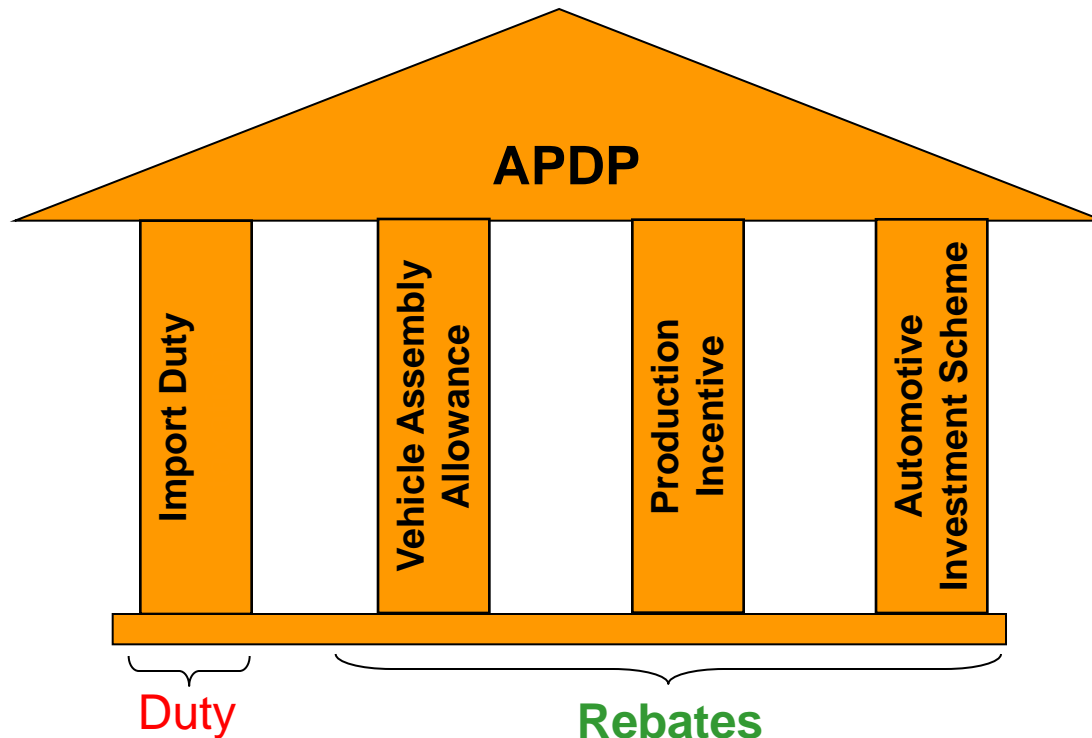 APDP
Import Duty
Vehicle Assembly
Allowance
Production
Incentive
Automotive
Investment Scheme
Duty
Rebates